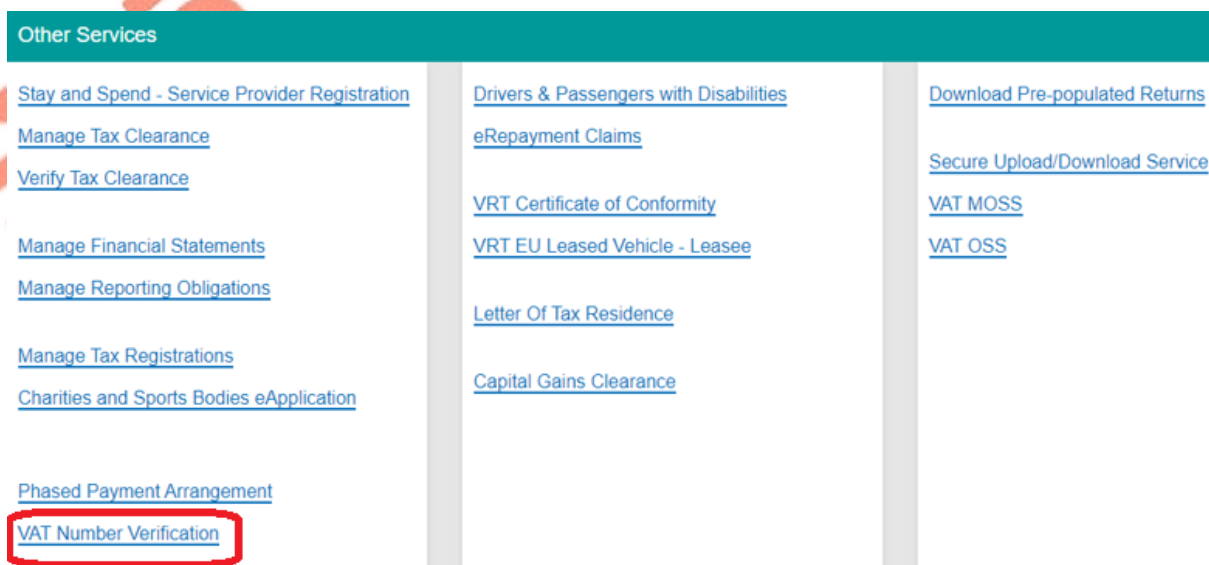 Other Services
Stay and Spend - Service Provider Registration
Manage Tax Clearance
Verify Tax Clearance
Manage Financial Statements
Manage Reporting Obligations
Manage Tax Registrations
Charities and Sports Bodies eApplication
Phased Payment Arrangement
VAT Number Verification
Drivers & Passengers with Disabilities
eRepayment Claims
VRT Certificate of Conformity
VRT EU Leased Vehicle - Leasee
Letter Of Tax Residence
Capital Gains Clearance
Download Pre-populated Returns
Secure Upload/Download Service
VAT MOSS
VAT OSS